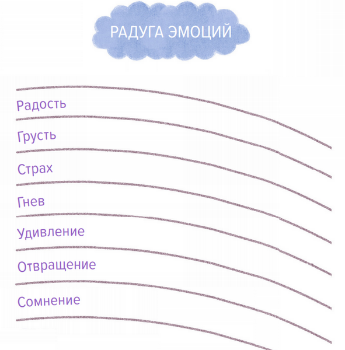 РАДУГА ЭМОЦИЙ
Радость
Грусть
Страх
Гнев
Удивление
Отвращение
Сомнение